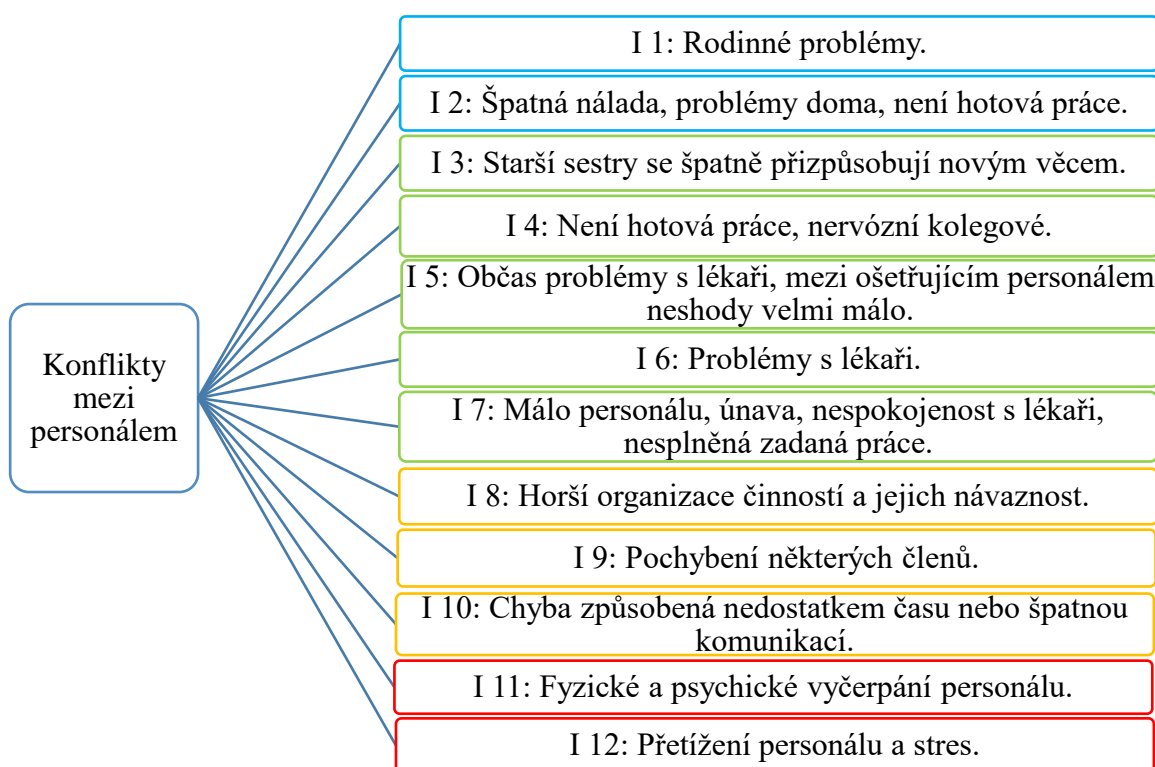 Konflikty
mezi
personálem
I 1: Rodinné problémy.
I 2: Špatná nálada, problémy doma, není hotová práce.
I 3: Starší sestry se špatně přizpůsobují novým věcem.
I 4: Není hotová práce, nervózní kolegové.
I 5: Občas problémy s lékaři, mezi ošetřujícím personálem
neshody velmi málo.
I 6: Problémy s lékaři.
I 7: Málo personálu, únava, nespokojenost s lékaři,
nesplněná zadaná práce.
I 8: Horší organizace činností a jejich návaznost.
I 9: Pochybení některých členů.
I 10: Chyba způsobená nedostatkem času nebo špatnou
komunikací.
I 11: Fyzické a psychické vyčerpání personálu.
I 12: Přetížení personálu a stres.